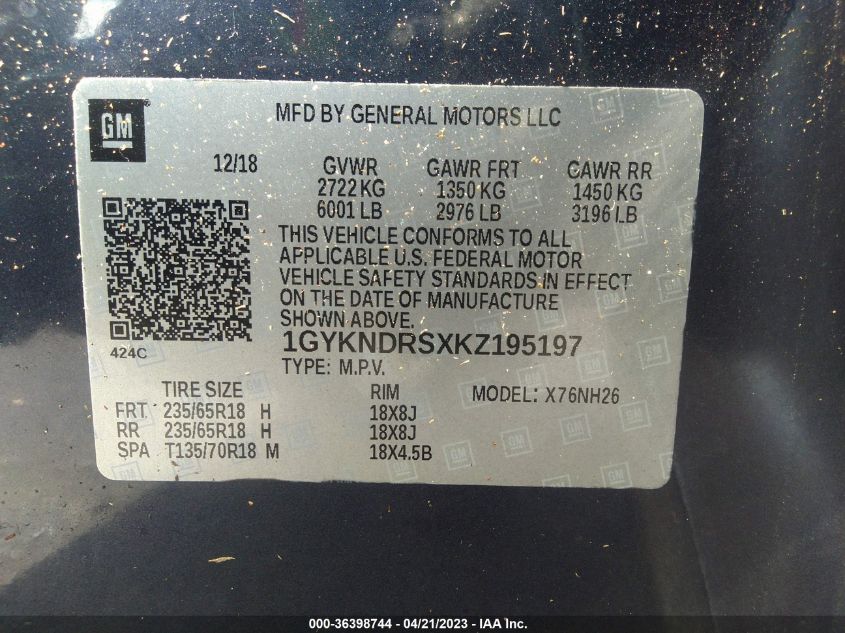 GM
MFD BY GENERAL MOTORS LLC
12/18 GVWR GAWR FRT GAWR RR
2722 KG 1350 KG 1450 KG
6001 LB 2976 LB 3196 LB
THIS VEHICLE CONFORMS TO ALL
APPLICABLE U.S. FEDERAL MOTOR
VEHICLE SAFETY STANDARDS IN EFFECT
ON THE DATE OF MANUFACTURE
SHOWN ABOVE.
424C
1GYKNDRSXKZ195197
TYPE: M.P.V.
TIRE SIZE RIM MODEL: X76NH26
FRT 235/65R18 H 18X8J
RR 235/65R18 H 18X8J
SPA T135/70R18 M 18X4.5B
000-36398744 / 04/21/2023 - IAA Inc.